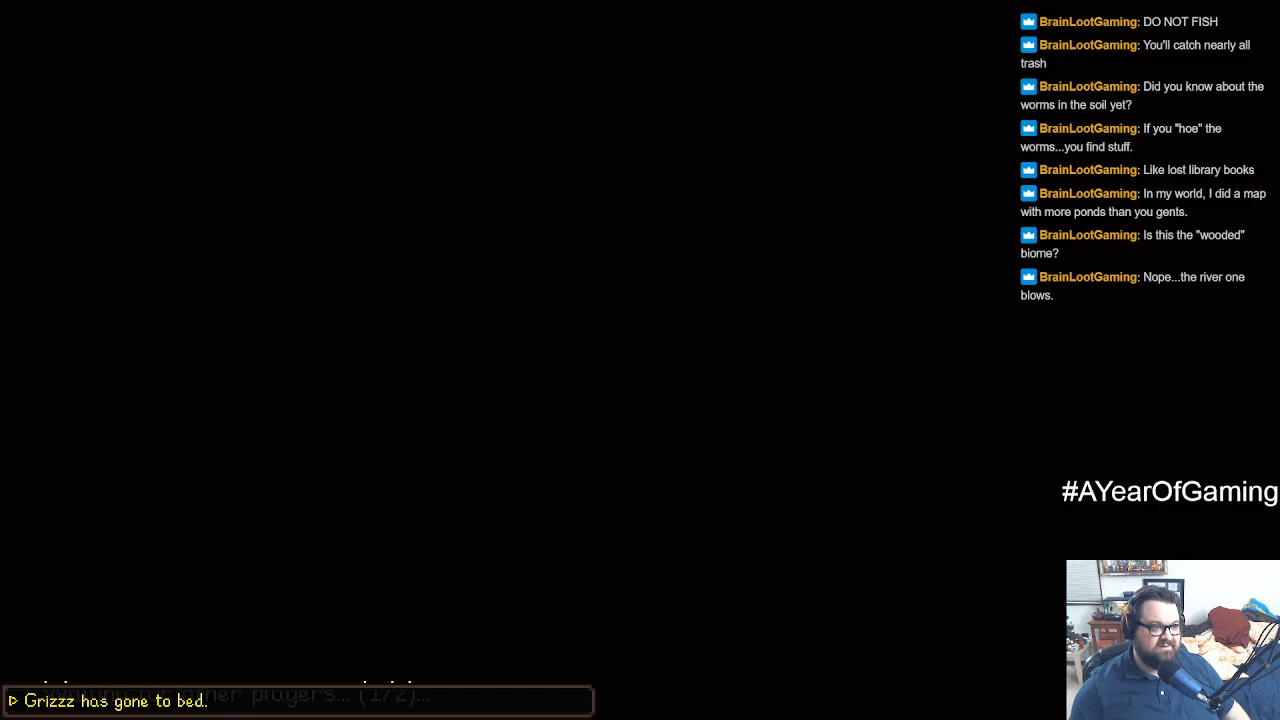 BrainLootGaming: DO NOT FISH
BrainLootGaming: You'll catch nearly all
trash
BrainLootGaming: Did you know about the
worms in the soil yet?
BrainLootGaming: If you "hoe" the
worms...you find stuff.
BrainLootGaming: Like lost library books
BrainLootGaming: In my world, I did a map
with more ponds than you gents.
BrainLootGaming: Is this the "wooded"
biome?
BrainLootGaming: Nope...the river one
blows.
#AYearOfGaming
players... (1/2)...
Grizzz has gone to bed.